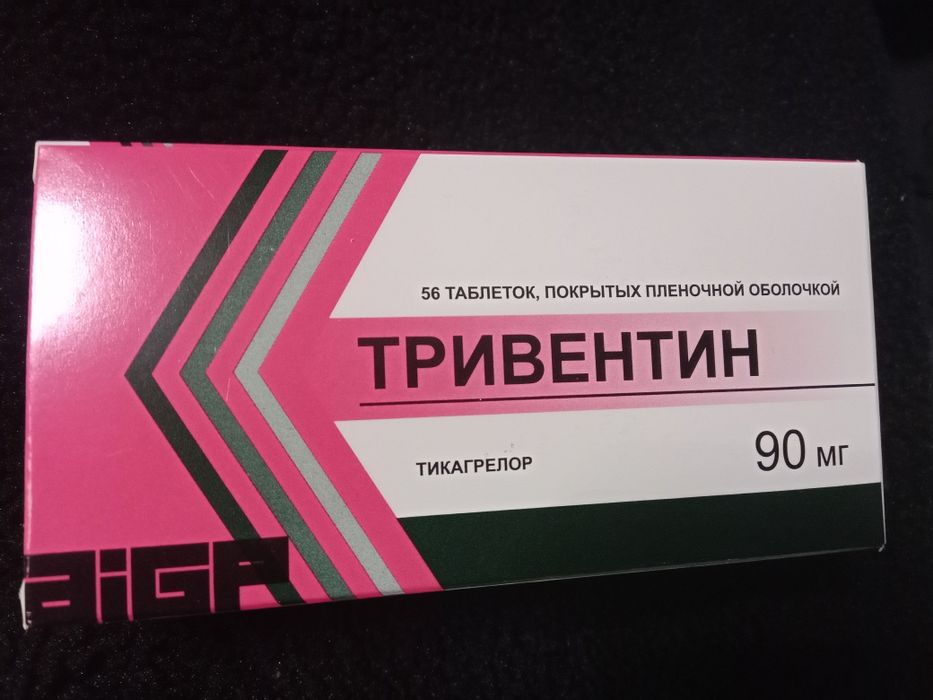 56 ТАБЛЕТОК, ПОКРЫТЫХ ПЛЕНОЧНОЙ ОБОЛОЧКОЙ
ТРИВЕНТИН
ТИКАГРЕЛОР
90 мг